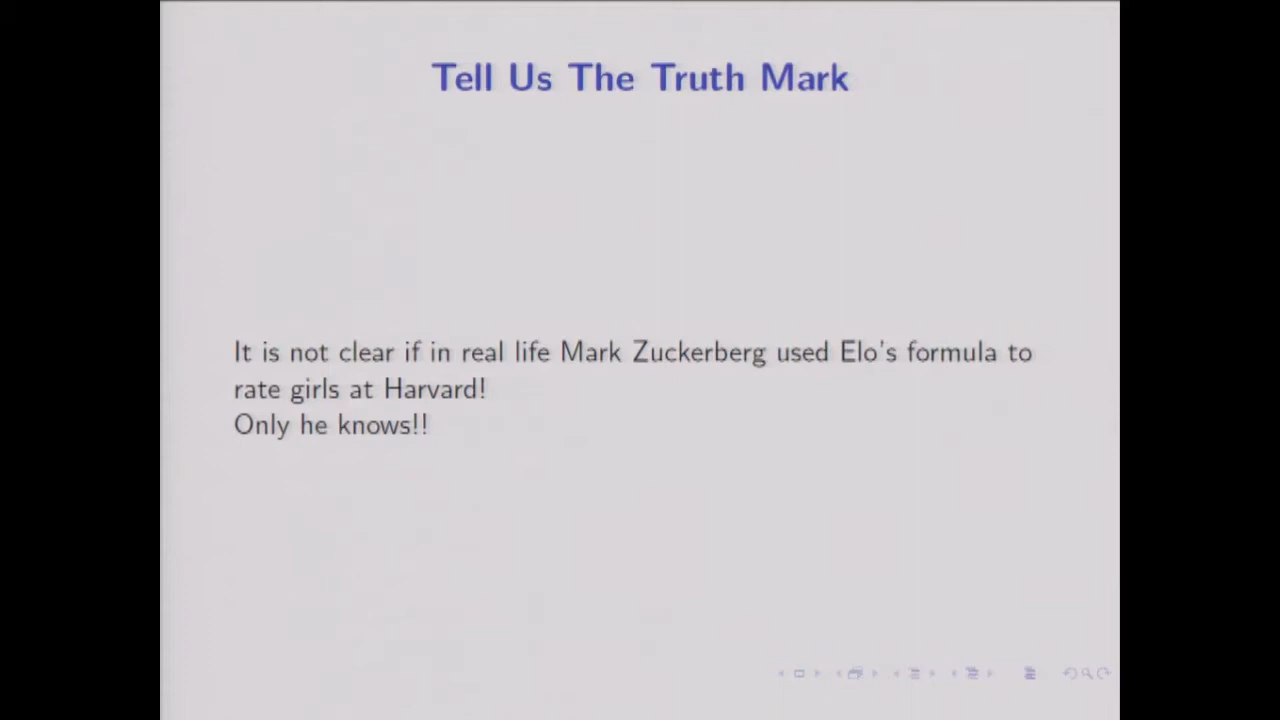 Tell Us The Truth Mark
It is not clear if in real life Mark Zuckerberg used Elo's formula to
rate girls at Harvard!
Only he knows!!